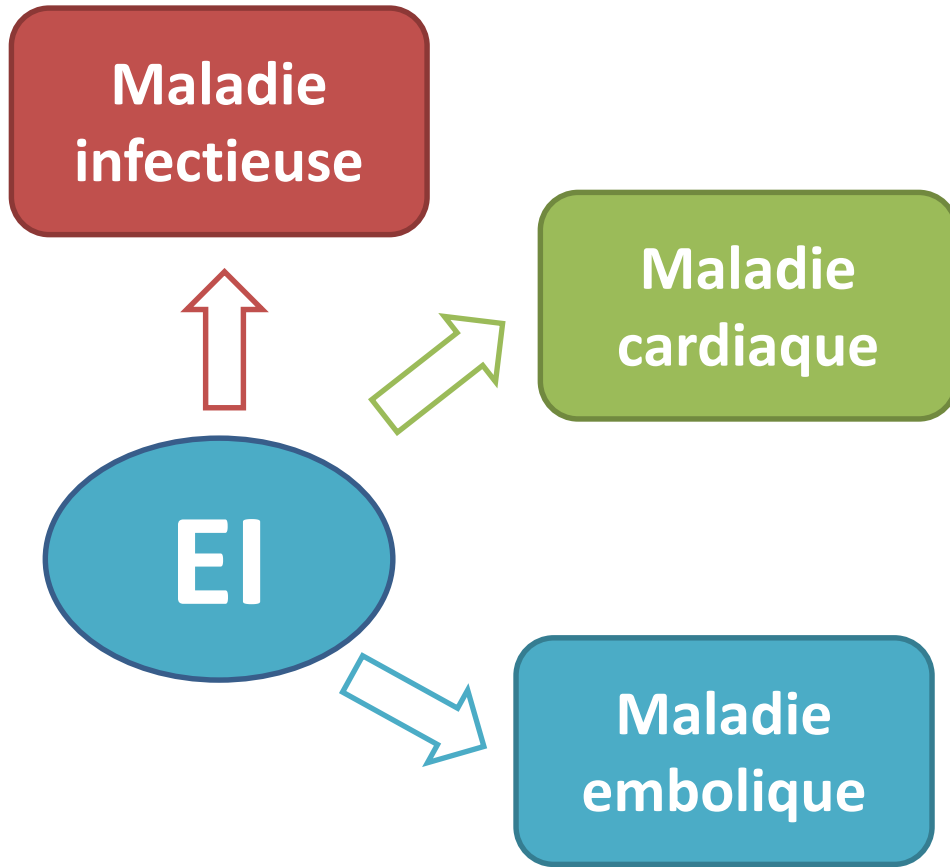 Maladie
infectieuse
Maladie
cardiaque
EI
Maladie
embolique